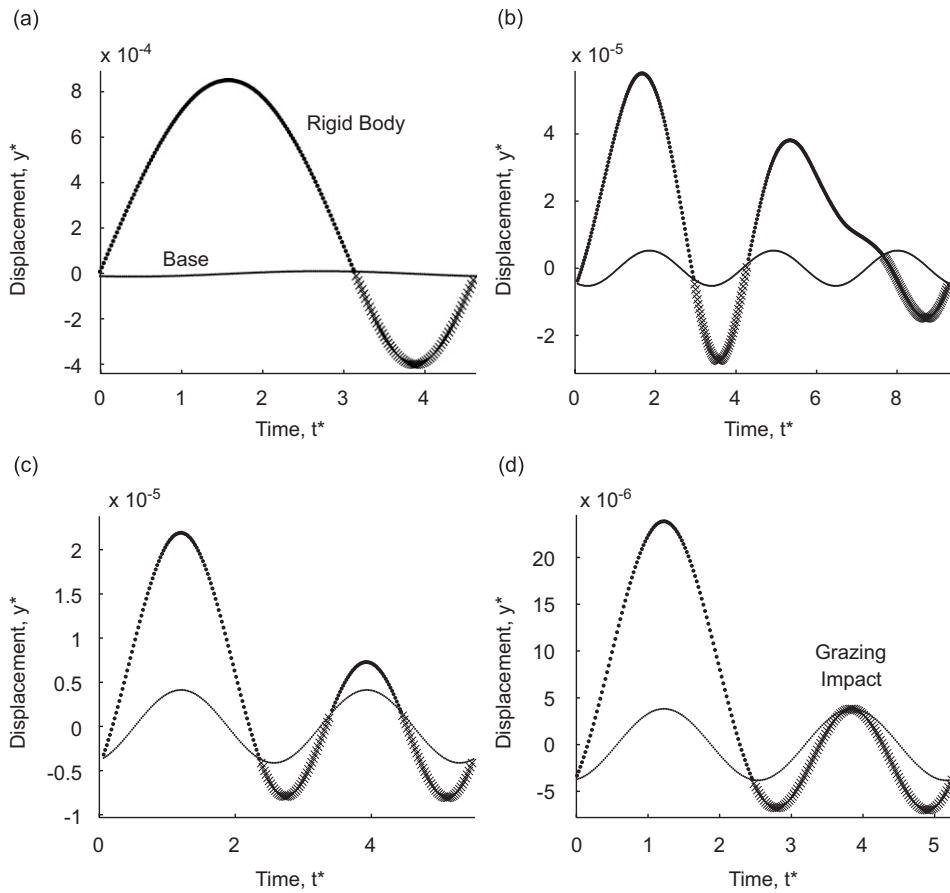 (a)
x 10-4
8
6
4
2
0
-2
-4
Displacement, y*
Rigid Body
Base
0
1
2
3
4
Time, t*
(b)
x 10-5
4
2
0
-2
Displacement, y*
0
2
4
6
8
Time, t*
(c)
x 10-5
2
1.5
1
0.5
0
-0.5
-1
Displacement, y*
0
2
4
Time, t*
(d)
x 10-6
20
15
10
5
0
-5
Displacement, y*
Grazing
Impact
0
1
2
3
4
5
Time, t*